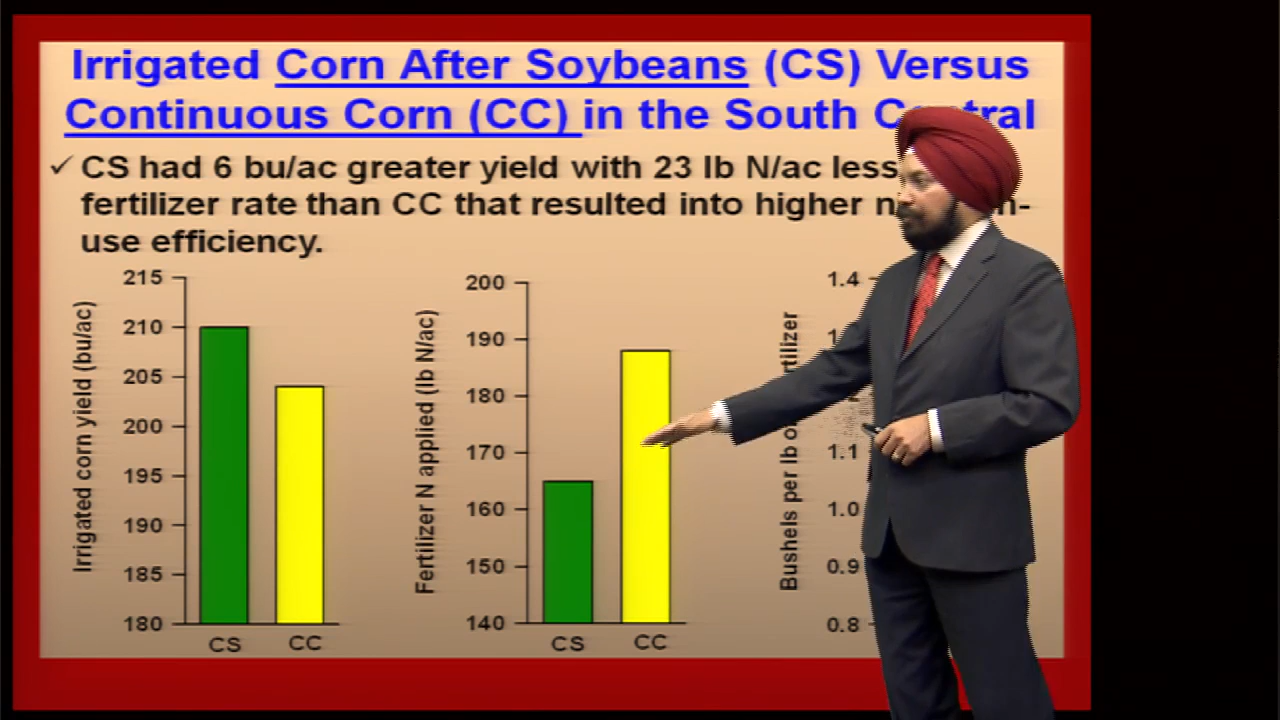 Irrigated Corn After Soybeans (CS) Versus
Continuous Corn (CC) in the South
✓ CS had 6 bu/ac greater yield with 23 lb N/ac less
fertilizer rate than CC that resulted into higher
use efficiency.
Irrigated corn yield (bu/ac)
215
210
205
200
195
190
185
180
CS CC
Fertilizer N applied (lb N/ac)
200
190
180
170
160
150
140
CS CC
Bushels per lb
1.4
1.1
1.0
0.9
0.8